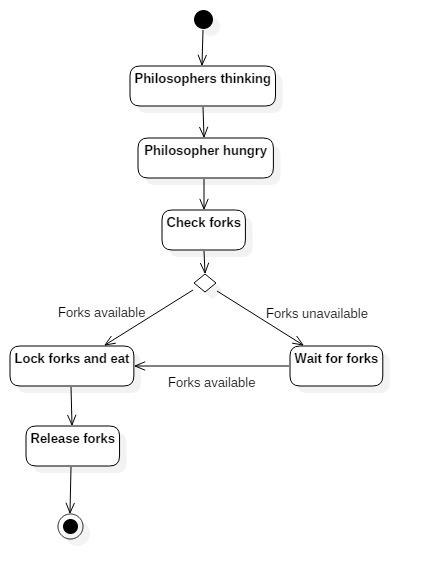 Philosophers thinking
Philosopher hungry
Check forks
Forks available
Forks unavailable
Lock forks and eat
Wait for forks
Forks available
Release forks